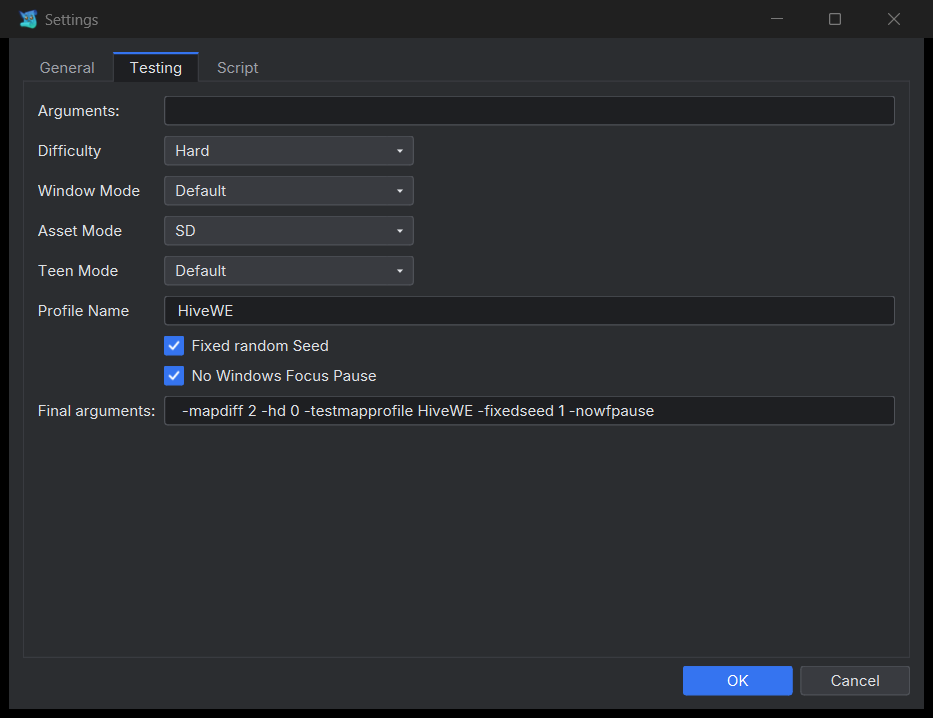 Settings
General Testing Script
Arguments:
Difficulty Hard
Window Mode Default
Asset Mode SD
Teen Mode Default
Profile Name HiveWE
Fixed random Seed
No Windows Focus Pause
Final arguments: -mapdiff 2 -hd 0 -testmapprofile HiveWE -fixedseed 1 -nowfpause
OK Cancel